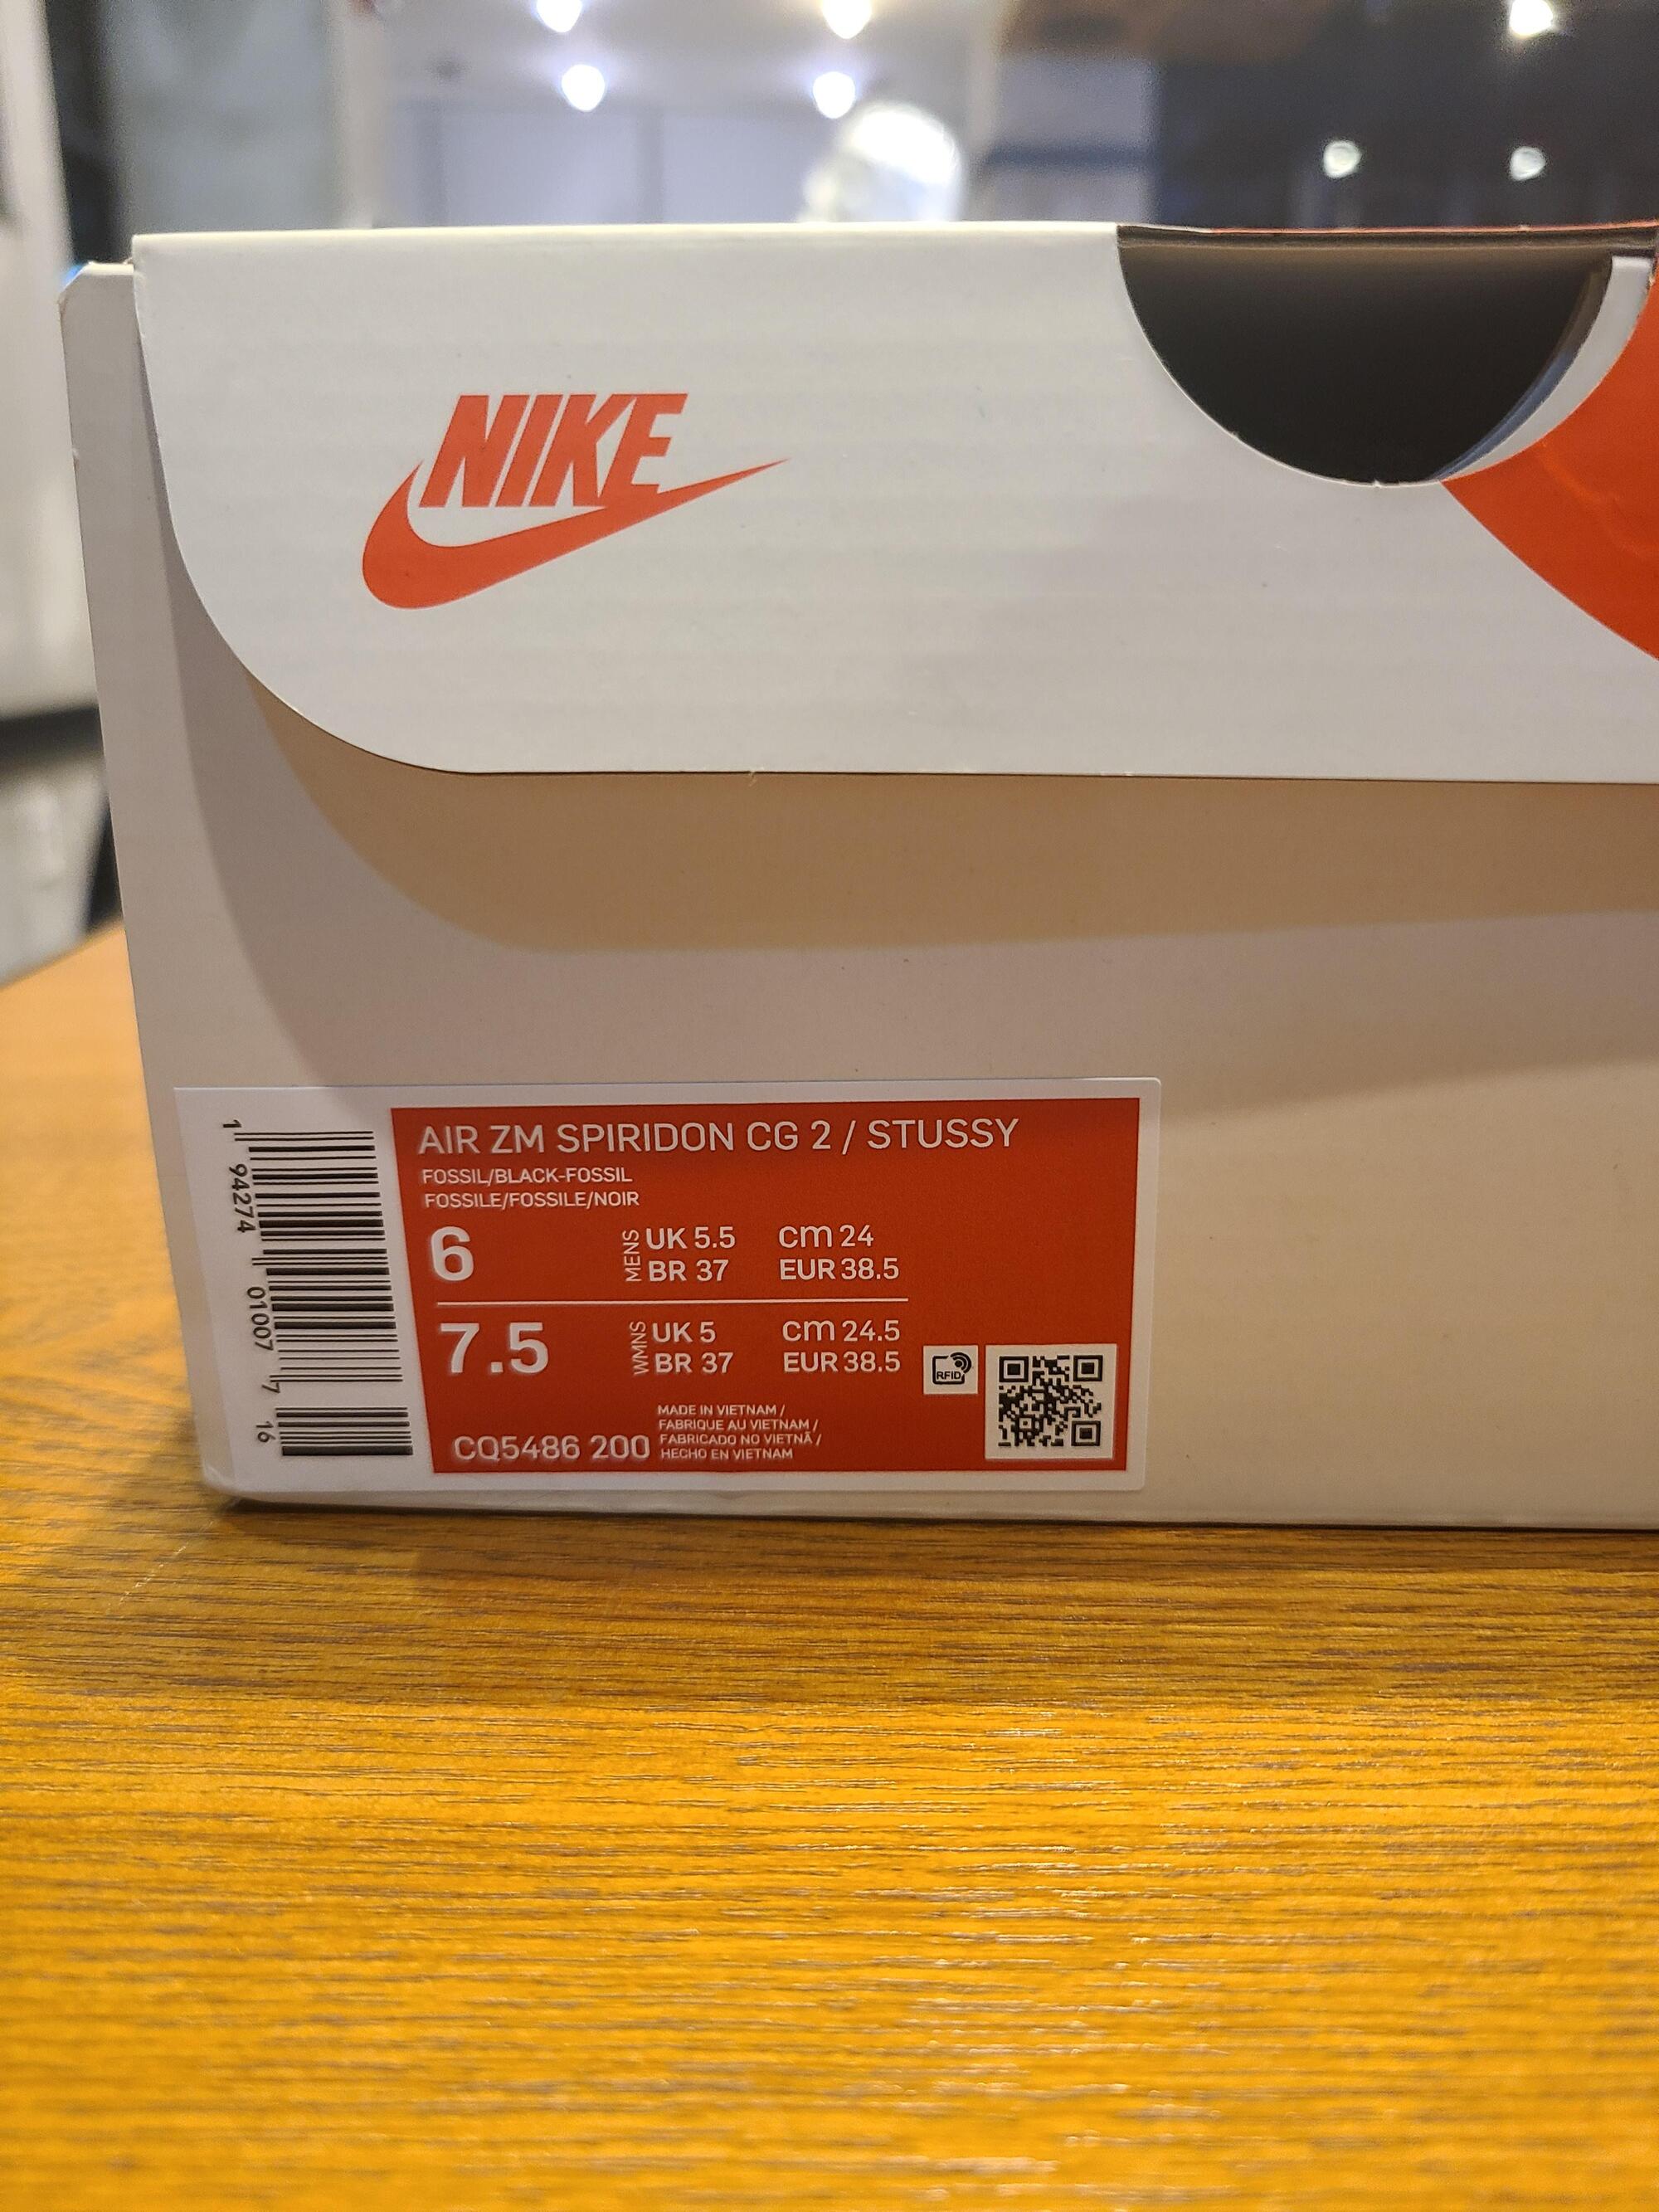 NIKE
AIR ZM SPIRIDON CG 2 / STUSSY
FOSSIL/BLACK-FOSSIL
FOSSILE/FOSSILE/NOIR
6 MENS UK 5.5 cm 24
BR 37 EUR 38.5
7.5 WMNS UK 5 cm 24.5
BR 37 EUR 38.5
RFID
MADE IN VIETNAM /
FABRIQUE AU VIETNAM /
FABRICADO NO VIETNÃ /
HECHO EN VIETNAM
CQ5486 200
1 94274 01007 7 16